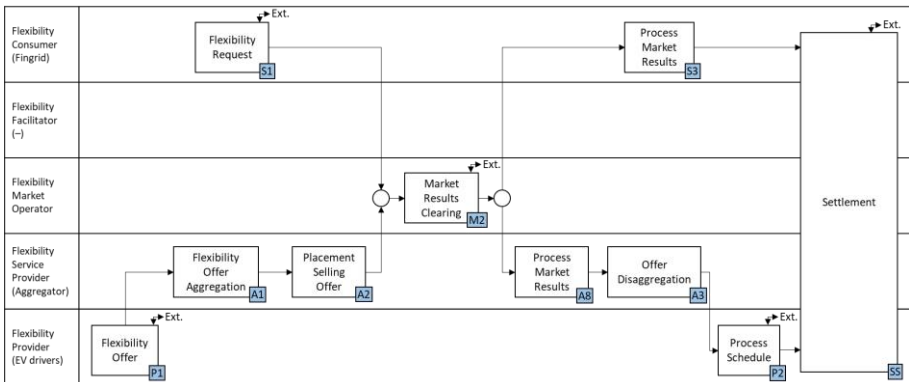 Flexibility
Consumer
(Fingrid)
Flexibility
Request
Ext.
S1
Process
Market
Results
Ext.
S3
Ext.
Flexibility
Facilitator
(–)
Flexibility
Market
Operator
Market
Results
Clearing
Ext.
M2
Settlement
SS
Flexibility
Service
Provider
(Aggregator)
Flexibility
Offer
Aggregation
A1
Placement
Selling
Offer
A2
Process
Market
Results
A8
Offer
Disaggregation
A3
Flexibility
Provider
(EV drivers)
Flexibility
Offer
Ext.
P1
Process
Schedule
Ext.
P2